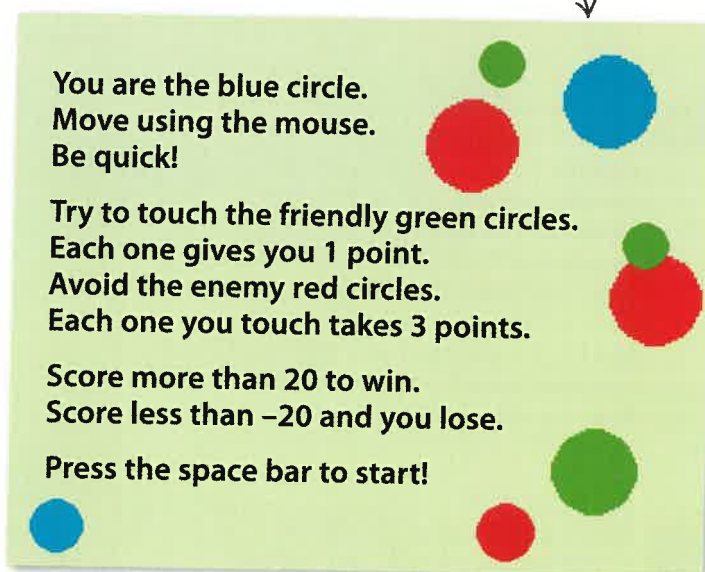 You are the blue circle.
Move using the mouse.
Be quick!
Try to touch the friendly green circles.
Each one gives you 1 point.
Avoid the enemy red circles.
Each one you touch takes 3 points.
Score more than 20 to win.
Score less than –20 and you lose.
Press the space bar to start!